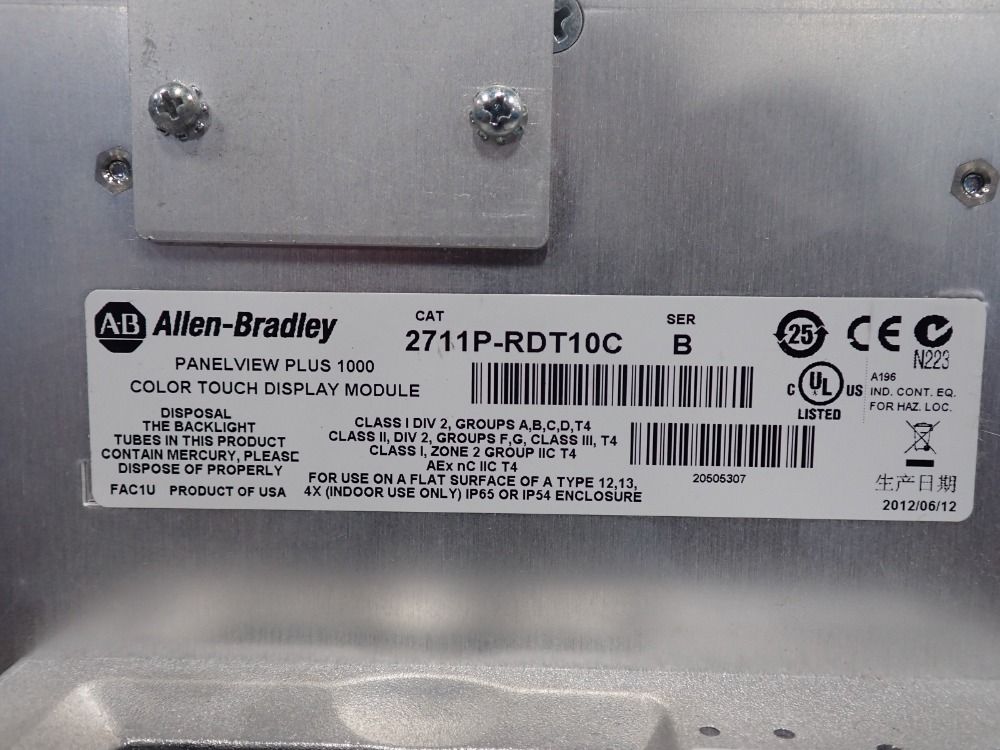 AB Allen-Bradley
PANELVIEW PLUS 1000
COLOR TOUCH DISPLAY MODULE
DISPOSAL
THE BACKLIGHT
TUBES IN THIS PRODUCT
CONTAIN MERCURY, PLEASE
DISPOSE OF PROPERLY
FAC1U PRODUCT OF USA
CAT
2711P-RDT10C
SER
B
CLASS I DIV 2, GROUPS A,B,C,D,T4
CLASS II, DIV 2, GROUPS F,G, CLASS III, T4
CLASS I, ZONE 2 GROUP IIC T4
AEx nC IIC T4
FOR USE ON A FLAT SURFACE OF A TYPE 12,13,
4X (INDOOR USE ONLY) IP65 OR IP54 ENCLOSURE
20505307
25
CE
N223
C UL US
LISTED
A196
IND. CONT. EQ.
FOR HAZ. LOC.
生产日期
2012/06/12